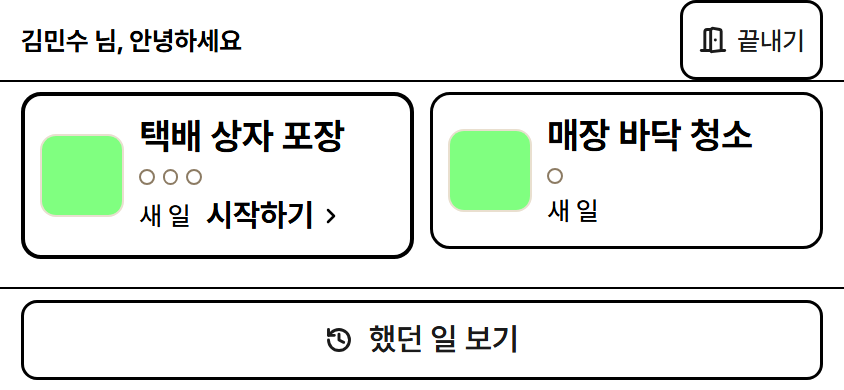 김민수 님, 안녕하세요
끝내기
택배 상자 포장
새 일 시작하기
매장 바닥 청소
새 일
했던 일 보기